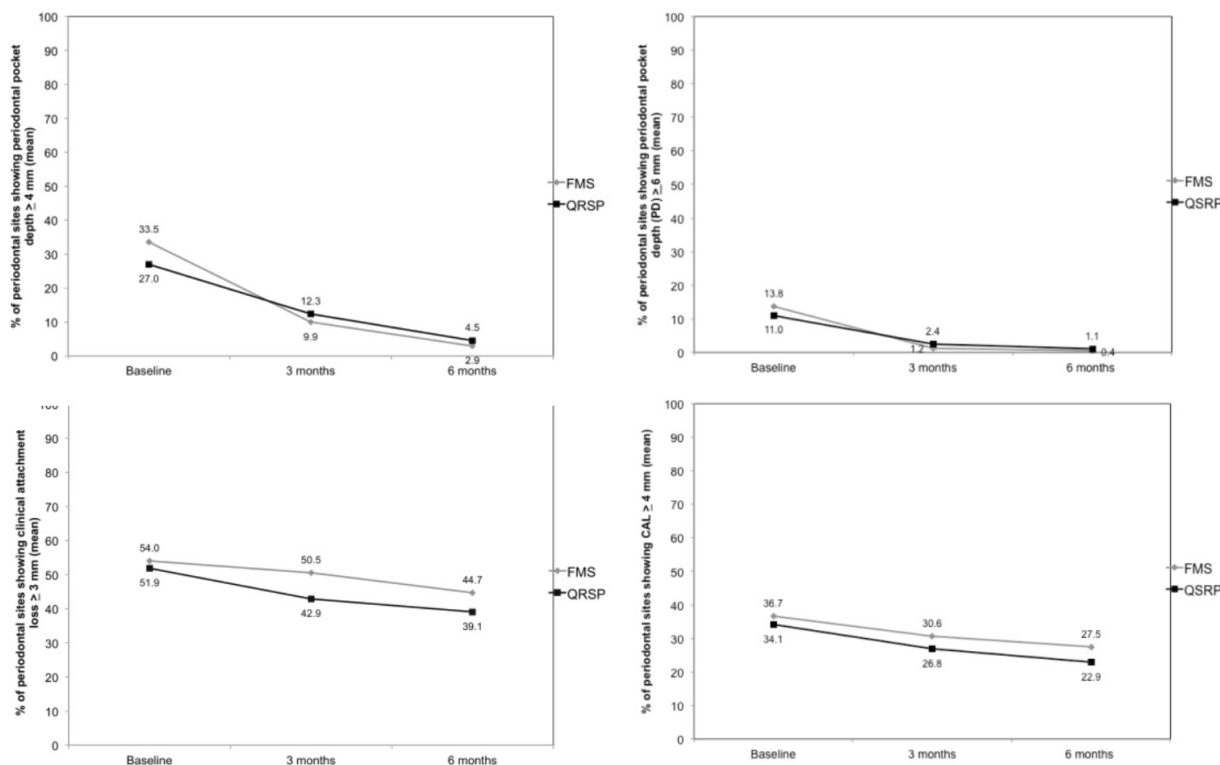 % of periodontal sites showing periodontal pocket
depth ≥ 4 mm (mean)
100
90
80
70
60
50
40
30
20
10
0
33.5
27.0
12.3
9.9
4.5
2.9
Baseline
3 months
6 months
FMS
QRSP
% of periodontal sites showing periodontal pocket
depth (PD) ≥ 6 mm (mean)
100
90
80
70
60
50
40
30
20
10
0
13.8
11.0
2.4
1.2
1.1
0.4
Baseline
3 months
6 months
FMS
QSRP
% of periodontal sites showing clinical attachment
loss ≥ 3 mm (mean)
100
90
80
70
60
50
40
30
20
10
0
54.0
51.9
50.5
42.9
44.7
39.1
Baseline
3 months
6 months
FMS
QRSP
% of periodontal sites showing CAL ≥ 4 mm (mean)
100
90
80
70
60
50
40
30
20
10
0
36.7
34.1
30.6
26.8
27.5
22.9
Baseline
3 months
6 months
FMS
QSRP